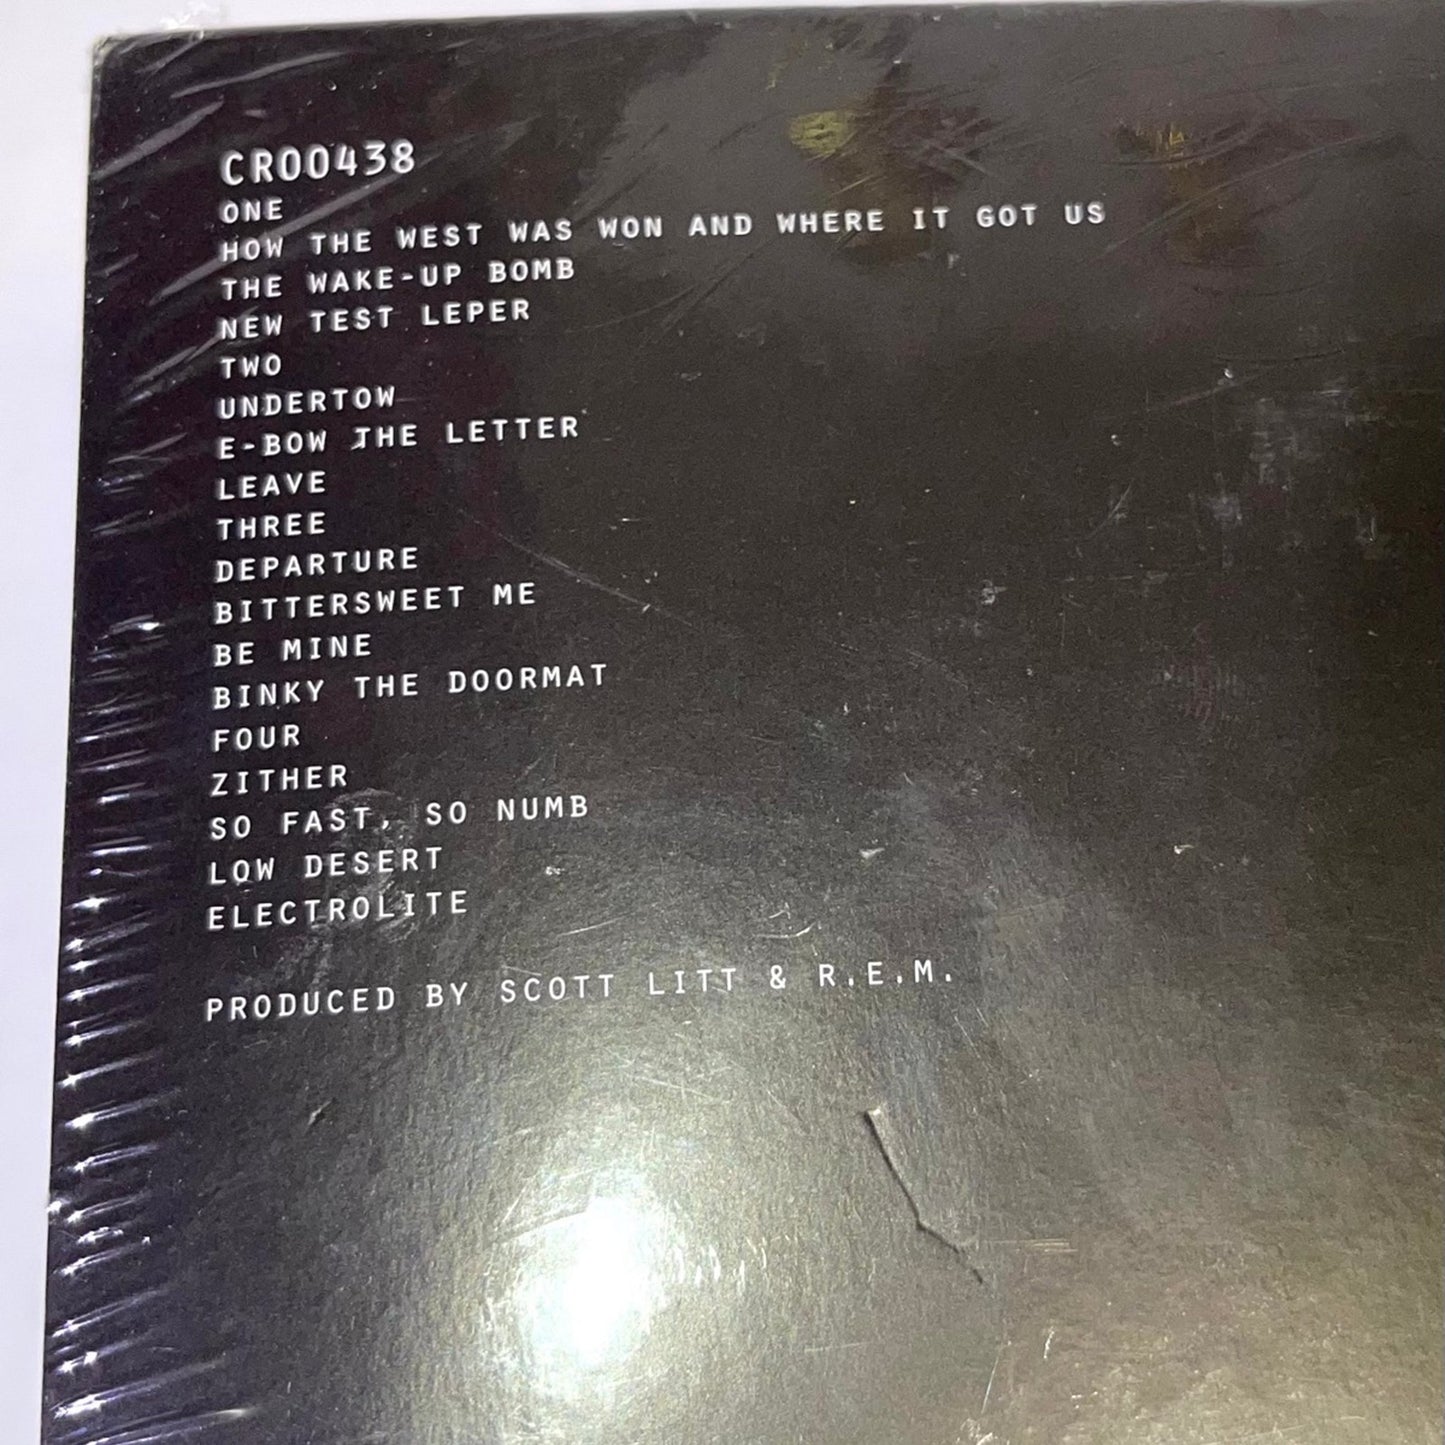 CR00438
ONE
HOW THE WEST WAS WON AND WHERE IT GOT US
THE WAKE-UP BOMB
NEW TEST LEPER
TWO
UNDERTOW
E-BOW THE LETTER
LEAVE
THREE
DEPARTURE
BITTERSWEET ME
BE MINE
BINKY THE DOORMAT
FOUR
ZITHER
SO FAST, SO NUMB
LOW DESERT
ELECTROLITE
PRODUCED BY SCOTT LITT & R.E.M.